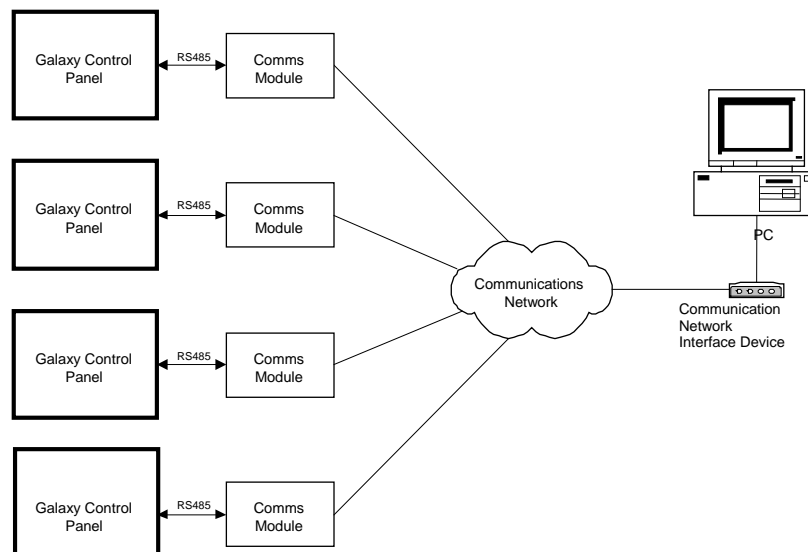 Galaxy Control
Panel
RS485
Comms
Module
Galaxy Control
Panel
RS485
Comms
Module
Galaxy Control
Panel
RS485
Comms
Module
Galaxy Control
Panel
RS485
Comms
Module
Communications
Network
PC
Communication
Network
Interface Device